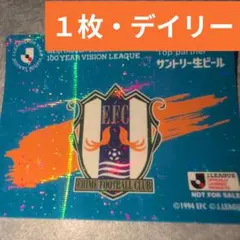 １枚・デイリー
100 YEAR VISION LEAGUE
Top partner
サントリー生ビール
EFC
EHIME FOOTBALL CLUB
J.LEAGUE
NOT FOR SALE
©1994 EFC ©J.LEAGUE